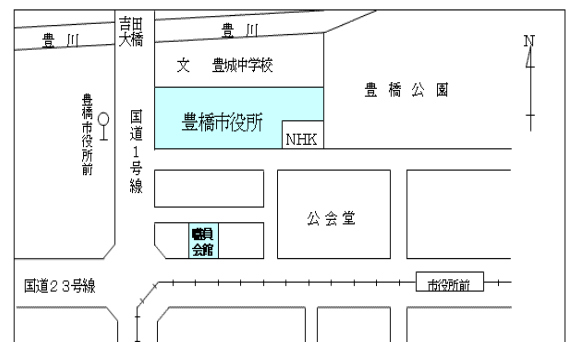 吉田
大橋
豊川
豊川
N
文 豊城中学校
豊橋公園
豊橋市役所前
国道1号線
豊橋市役所
NHK
公会堂
職員
会館
国道23号線
市役所前